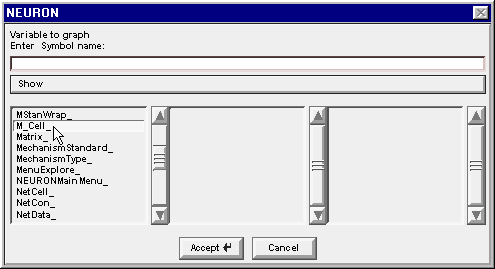 NEURON
Variable to graph
Enter Symbol name:
Show
MStanWrap_
M_Cell_
Matrix_
MechanismStandard_
MechanismType_
MenuExplore_
NEURONMainMenu_
NetCell_
NetCon_
NetData_
Accept
Cancel